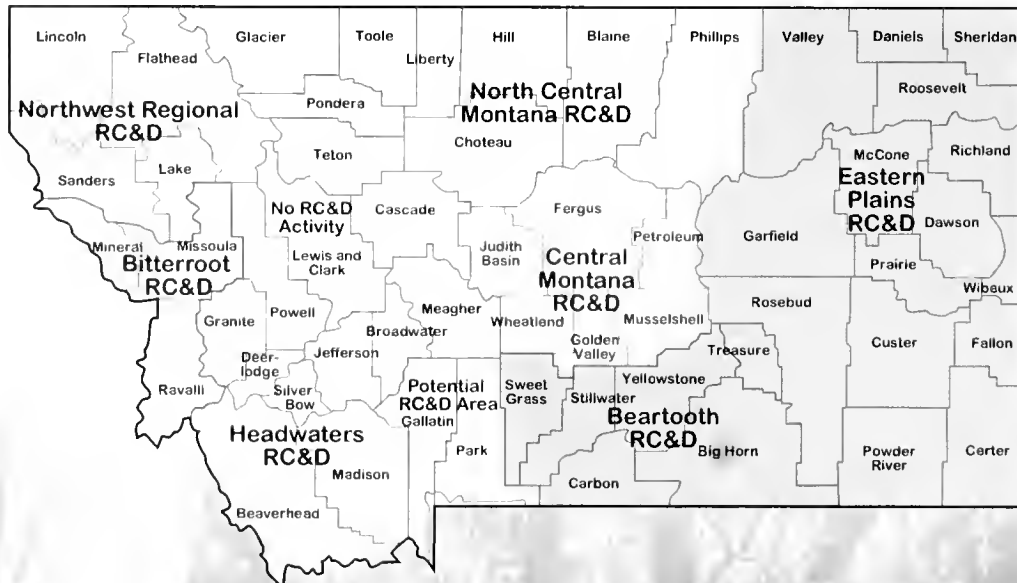 Lincoln
Glacier
Toole
Hill
Blaine
Phillips
Valley
Daniels
Sheridan
Flathead
Liberty
Roosevelt
Northwest Regional
RC&D
Pondera
North Central
Montana RC&D
Choteau
Teton
McCone
Richland
Lake
Sanders
Eastern
Plains
RC&D
No RC&D
Activity
Cascade
Fergus
Petroleum
Garfield
Dawson
Mineral
Missoula
Bitterroot
RC&D
Lewis and
Clark
Judith
Basin
Central
Montana
RC&D
Prairie
Wibaux
Meagher
Rosebud
Granite
Powell
Broadwater
Wheatland
Musselshell
Jefferson
Golden
Valley
Treasure
Custer
Fallon
Deer-
lodge
Ravalli
Silver
Bow
Potential
RC&D Area
Gallatin
Sweet
Grass
Yellowstone
Stillwater
Beartooth
RC&D
Headwaters
RC&D
Park
Big Horn
Powder
River
Certer
Madison
Carbon
Beaverhead